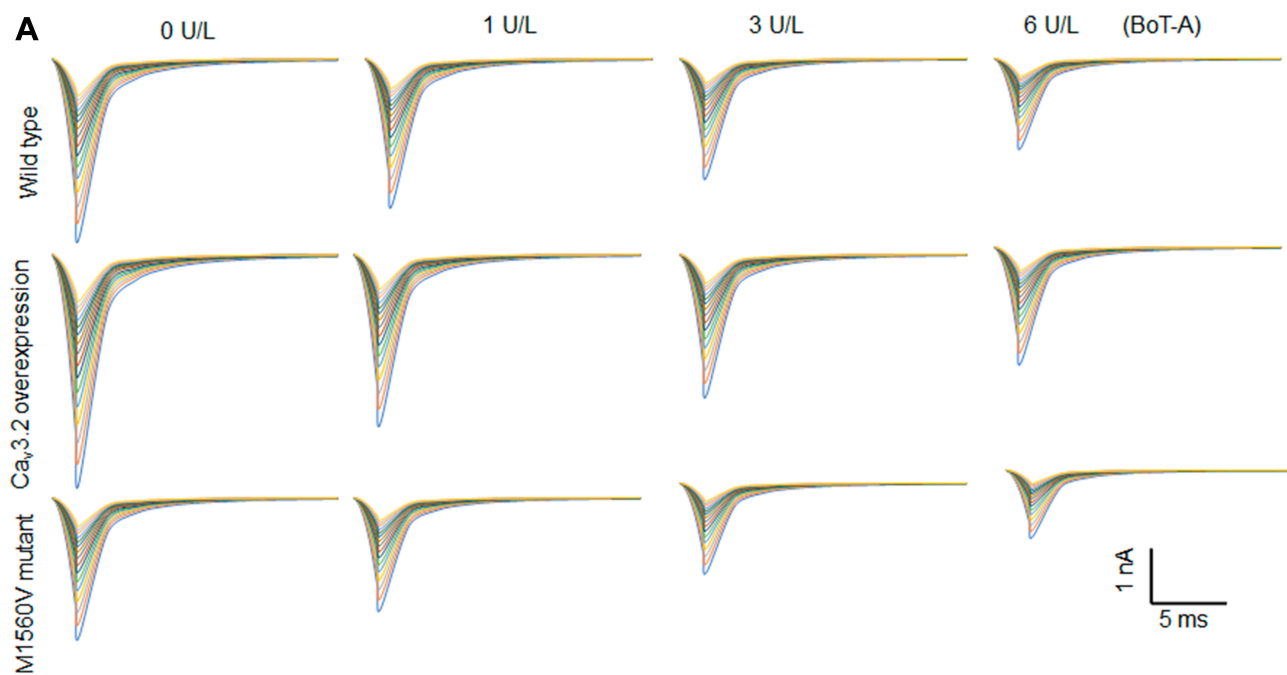 A
0 U/L 1 U/L 3 U/L 6 U/L (BoT-A)
Wild type
Cav3.2 overexpression
M1560V mutant
1 nA
5 ms